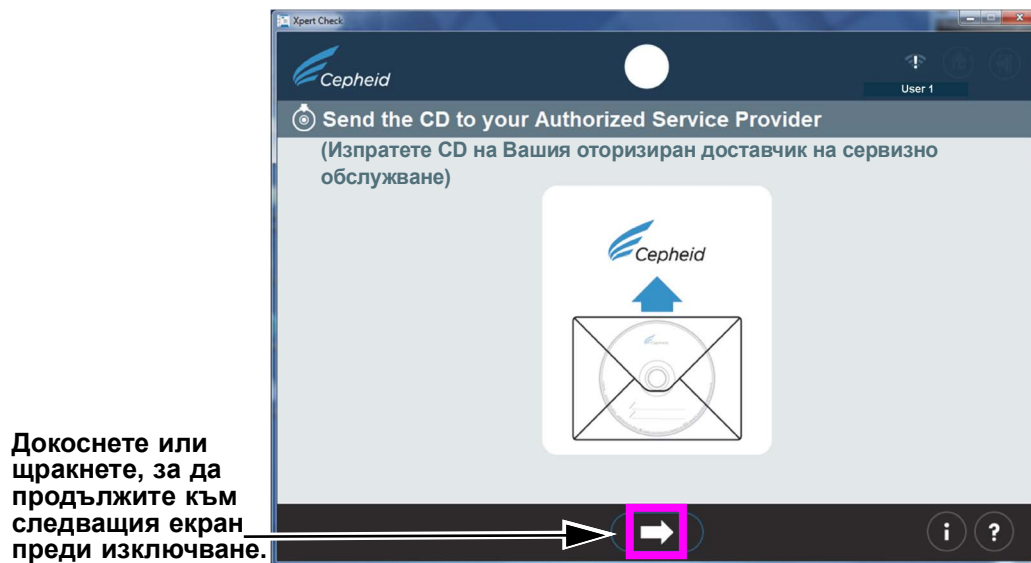 Xpert Check
Cepheid
User 1
Send the CD to your Authorized Service Provider
(Изпратете CD на Вашия оторизиран доставчик на сервизно
обслужване)
Cepheid
Cepheid
Докоснете или
щракнете, за да
продължите към
следващия екран
преди изключване.
i
?